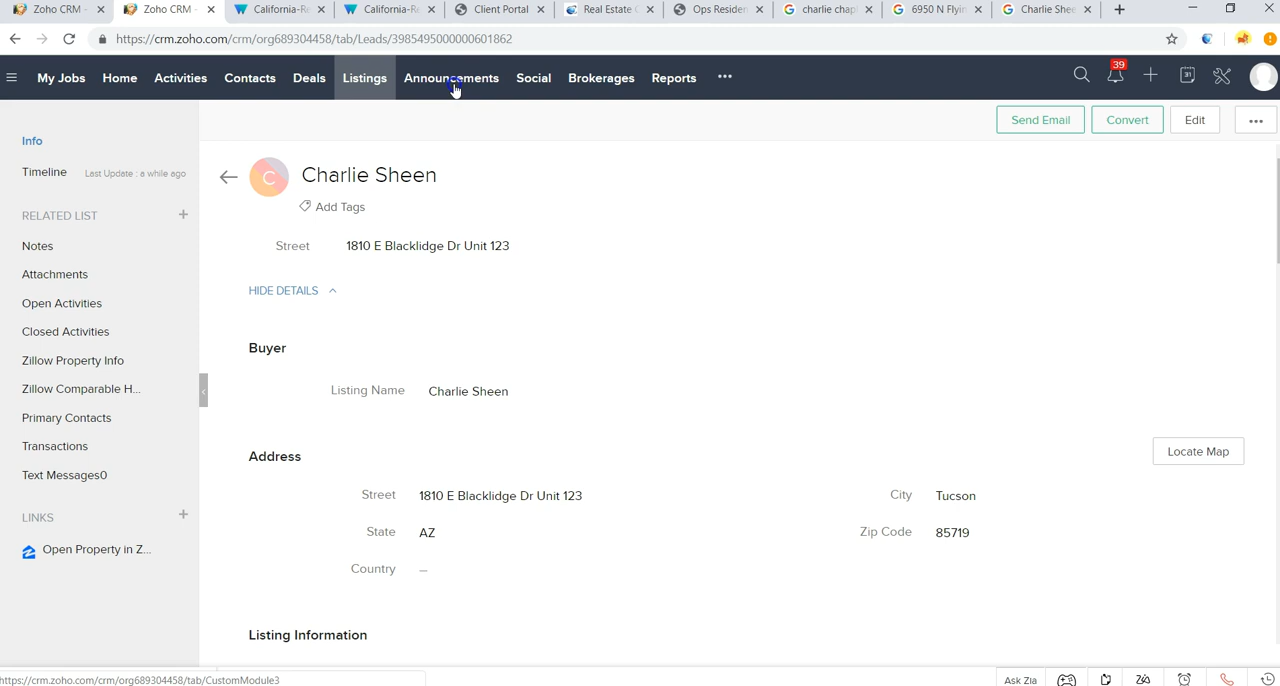 Zoho CRM - × Zoho CRM - × California-Re × California-Re × Client Portal × Real Estate × Ops Residen × charlie chap × 6950 N Flyin × Charlie Shee × +
https://crm.zoho.com/crm/org689304458/tab/Leads/3985495000000601862
My Jobs Home Activities Contacts Deals Listings Announcements Social Brokerages Reports ••• 39 31
Send Email Convert Edit •••
Info
Timeline Last Update : a while ago
C Charlie Sheen
Add Tags
RELATED LIST +
Street 1810 E Blacklidge Dr Unit 123
Notes
Attachments
HIDE DETAILS
Open Activities
Closed Activities
Buyer
Zillow Property Info
Zillow Comparable H...
Listing Name Charlie Sheen
Primary Contacts
Transactions
Address Locate Map
Text Messages0
Street 1810 E Blacklidge Dr Unit 123 City Tucson
LINKS +
State AZ Zip Code 85719
Open Property in Z...
Country –
Listing Information
https://crm.zoho.com/crm/org689304458/tab/CustomModule3
Ask Zia